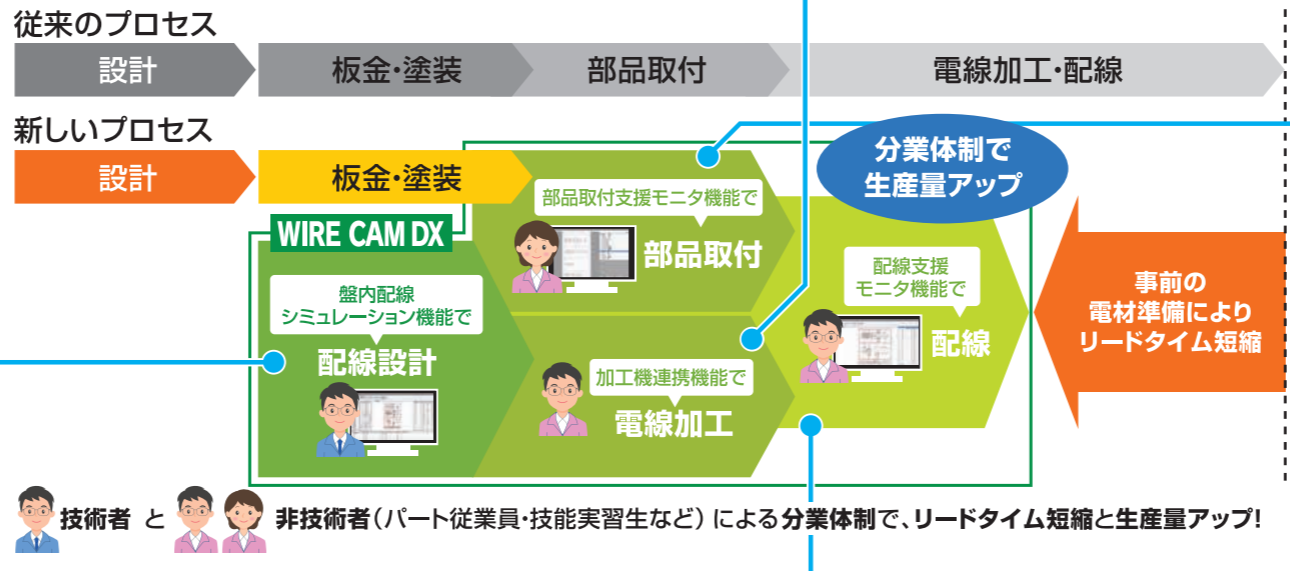 従来のプロセス
設計
板金・塗装
部品取付
電線加工・配線
新しいプロセス
設計
板金・塗装
分業体制で
生産量アップ
部品取付支援モニタ機能で
部品取付
WIRE CAM DX
盤内配線
シミュレーション機能で
配線設計
加工機連携機能で
電線加工
配線支援
モニタ機能で
配線
事前の
電材準備により
リードタイム短縮
技術者 と 非技術者(パート従業員・技能実習生など)による分業体制で、リードタイム短縮と生産量アップ!